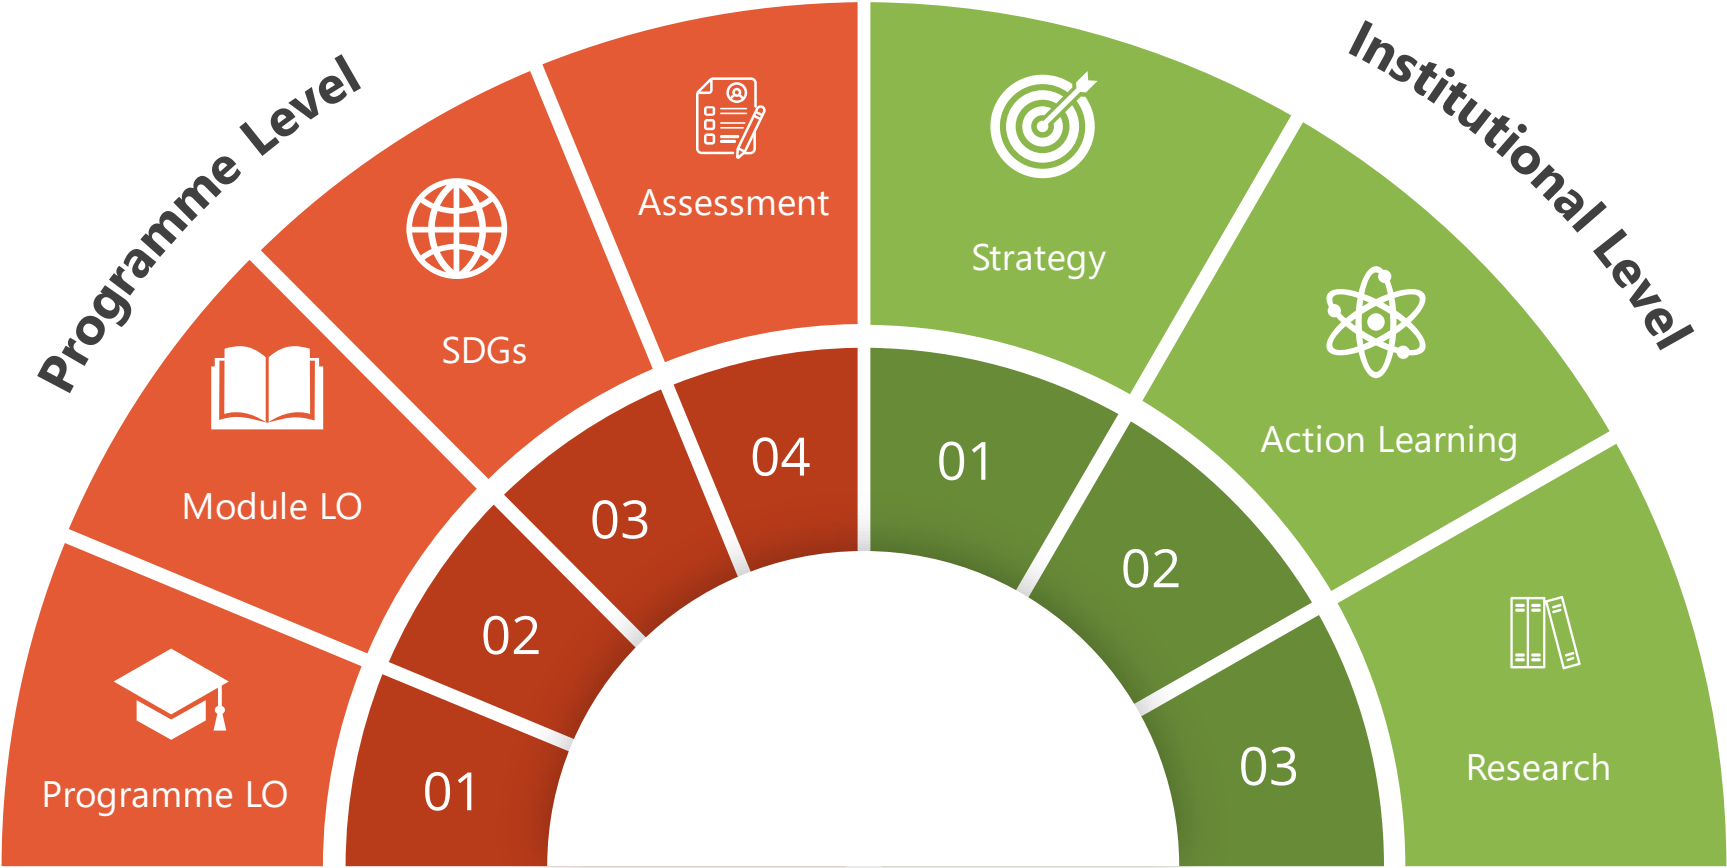 Programme Level
Institutional Level
Programme LO
01
Module LO
02
SDGs
03
Assessment
04
Strategy
01
Action Learning
02
Research
03